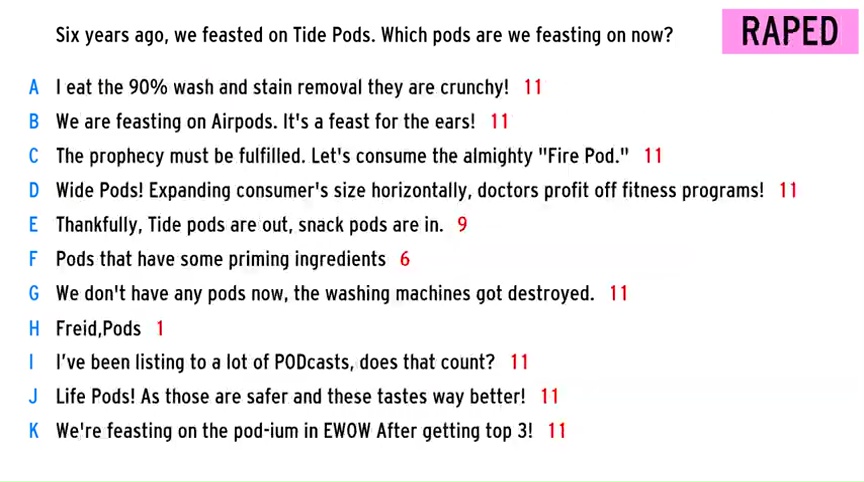 Six years ago, we feasted on Tide Pods. Which pods are we feasting on now?
RAPED
A I eat the 90% wash and stain removal they are crunchy! 11
B We are feasting on Airpods. It's a feast for the ears! 11
C The prophecy must be fulfilled. Let's consume the almighty "Fire Pod." 11
D Wide Pods! Expanding consumer's size horizontally, doctors profit off fitness programs! 11
E Thankfully, Tide pods are out, snack pods are in. 9
F Pods that have some priming ingredients 6
G We don't have any pods now, the washing machines got destroyed. 11
H Freid,Pods 1
I I’ve been listing to a lot of PODcasts, does that count? 11
J Life Pods! As those are safer and these tastes way better! 11
K We're feasting on the pod-ium in EWOW After getting top 3! 11